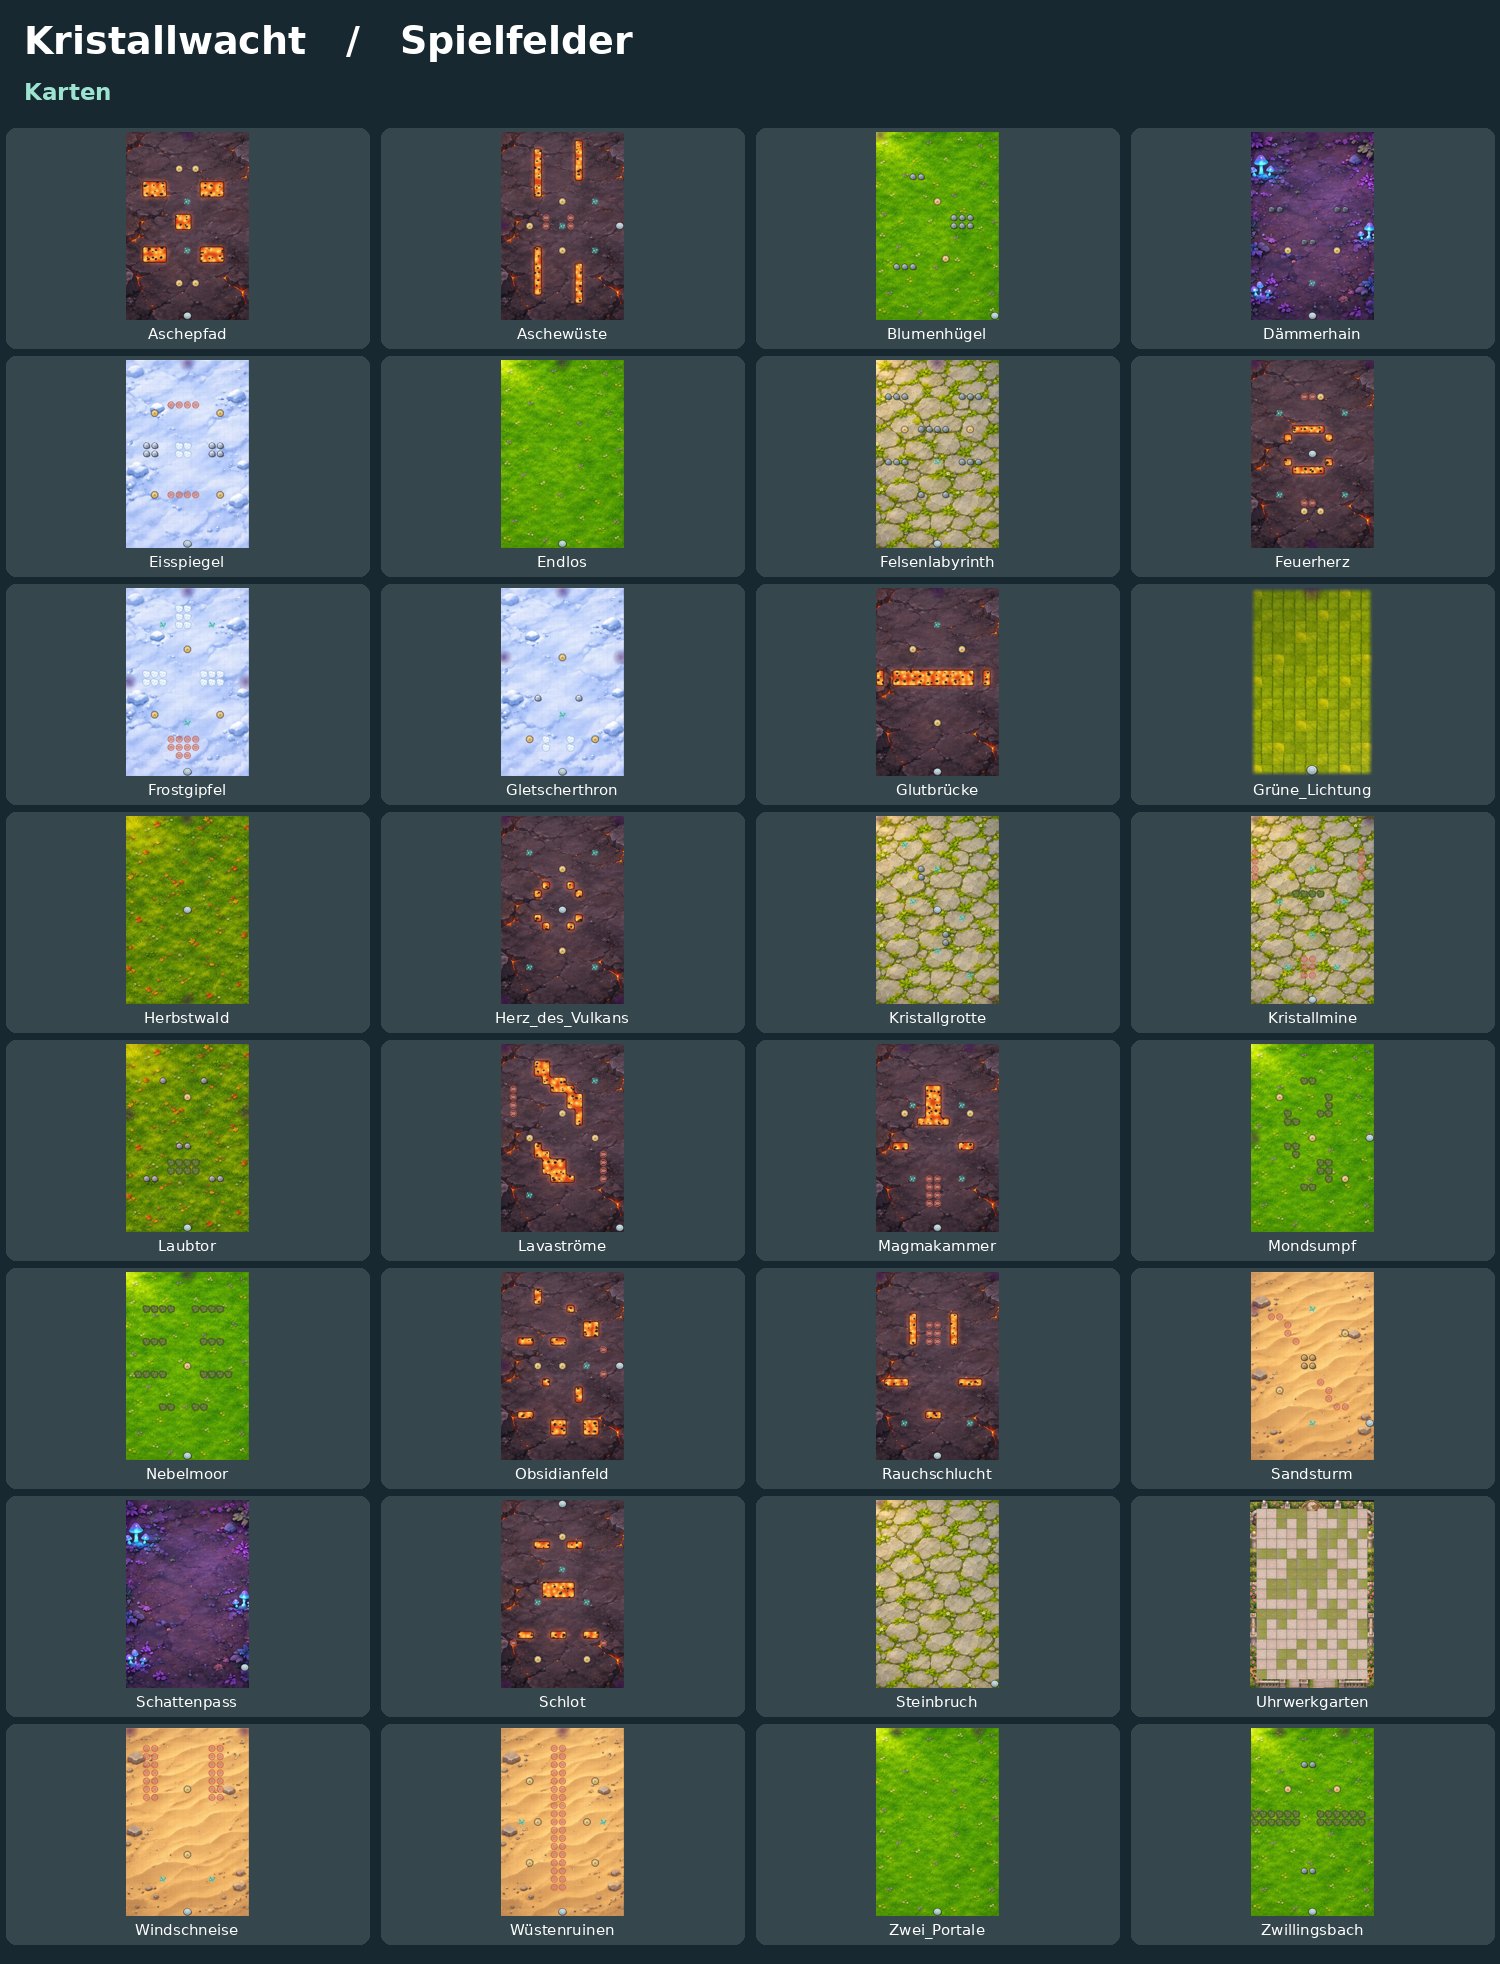 Kristallwacht / Spielfelder
Karten
Aschepfad
Aschewüste
Blumenhügel
Dämmerhain
Eisspiegel
Endlos
Felsenlabyrinth
Feuerherz
Frostgipfel
Gletscherthron
Glutbrücke
Grüne_Lichtung
Herbstwald
Herz_des_Vulkans
Kristallgrotte
Kristallmine
Laubtor
Lavaströme
Magmakammer
Mondsumpf
Nebelmoor
Obsidianfeld
Rauchschlucht
Sandsturm
Schattenpass
Schlot
Steinbruch
Uhrwerkgarten
Windschneise
Wüstenruinen
Zwei_Portale
Zwillingsbach